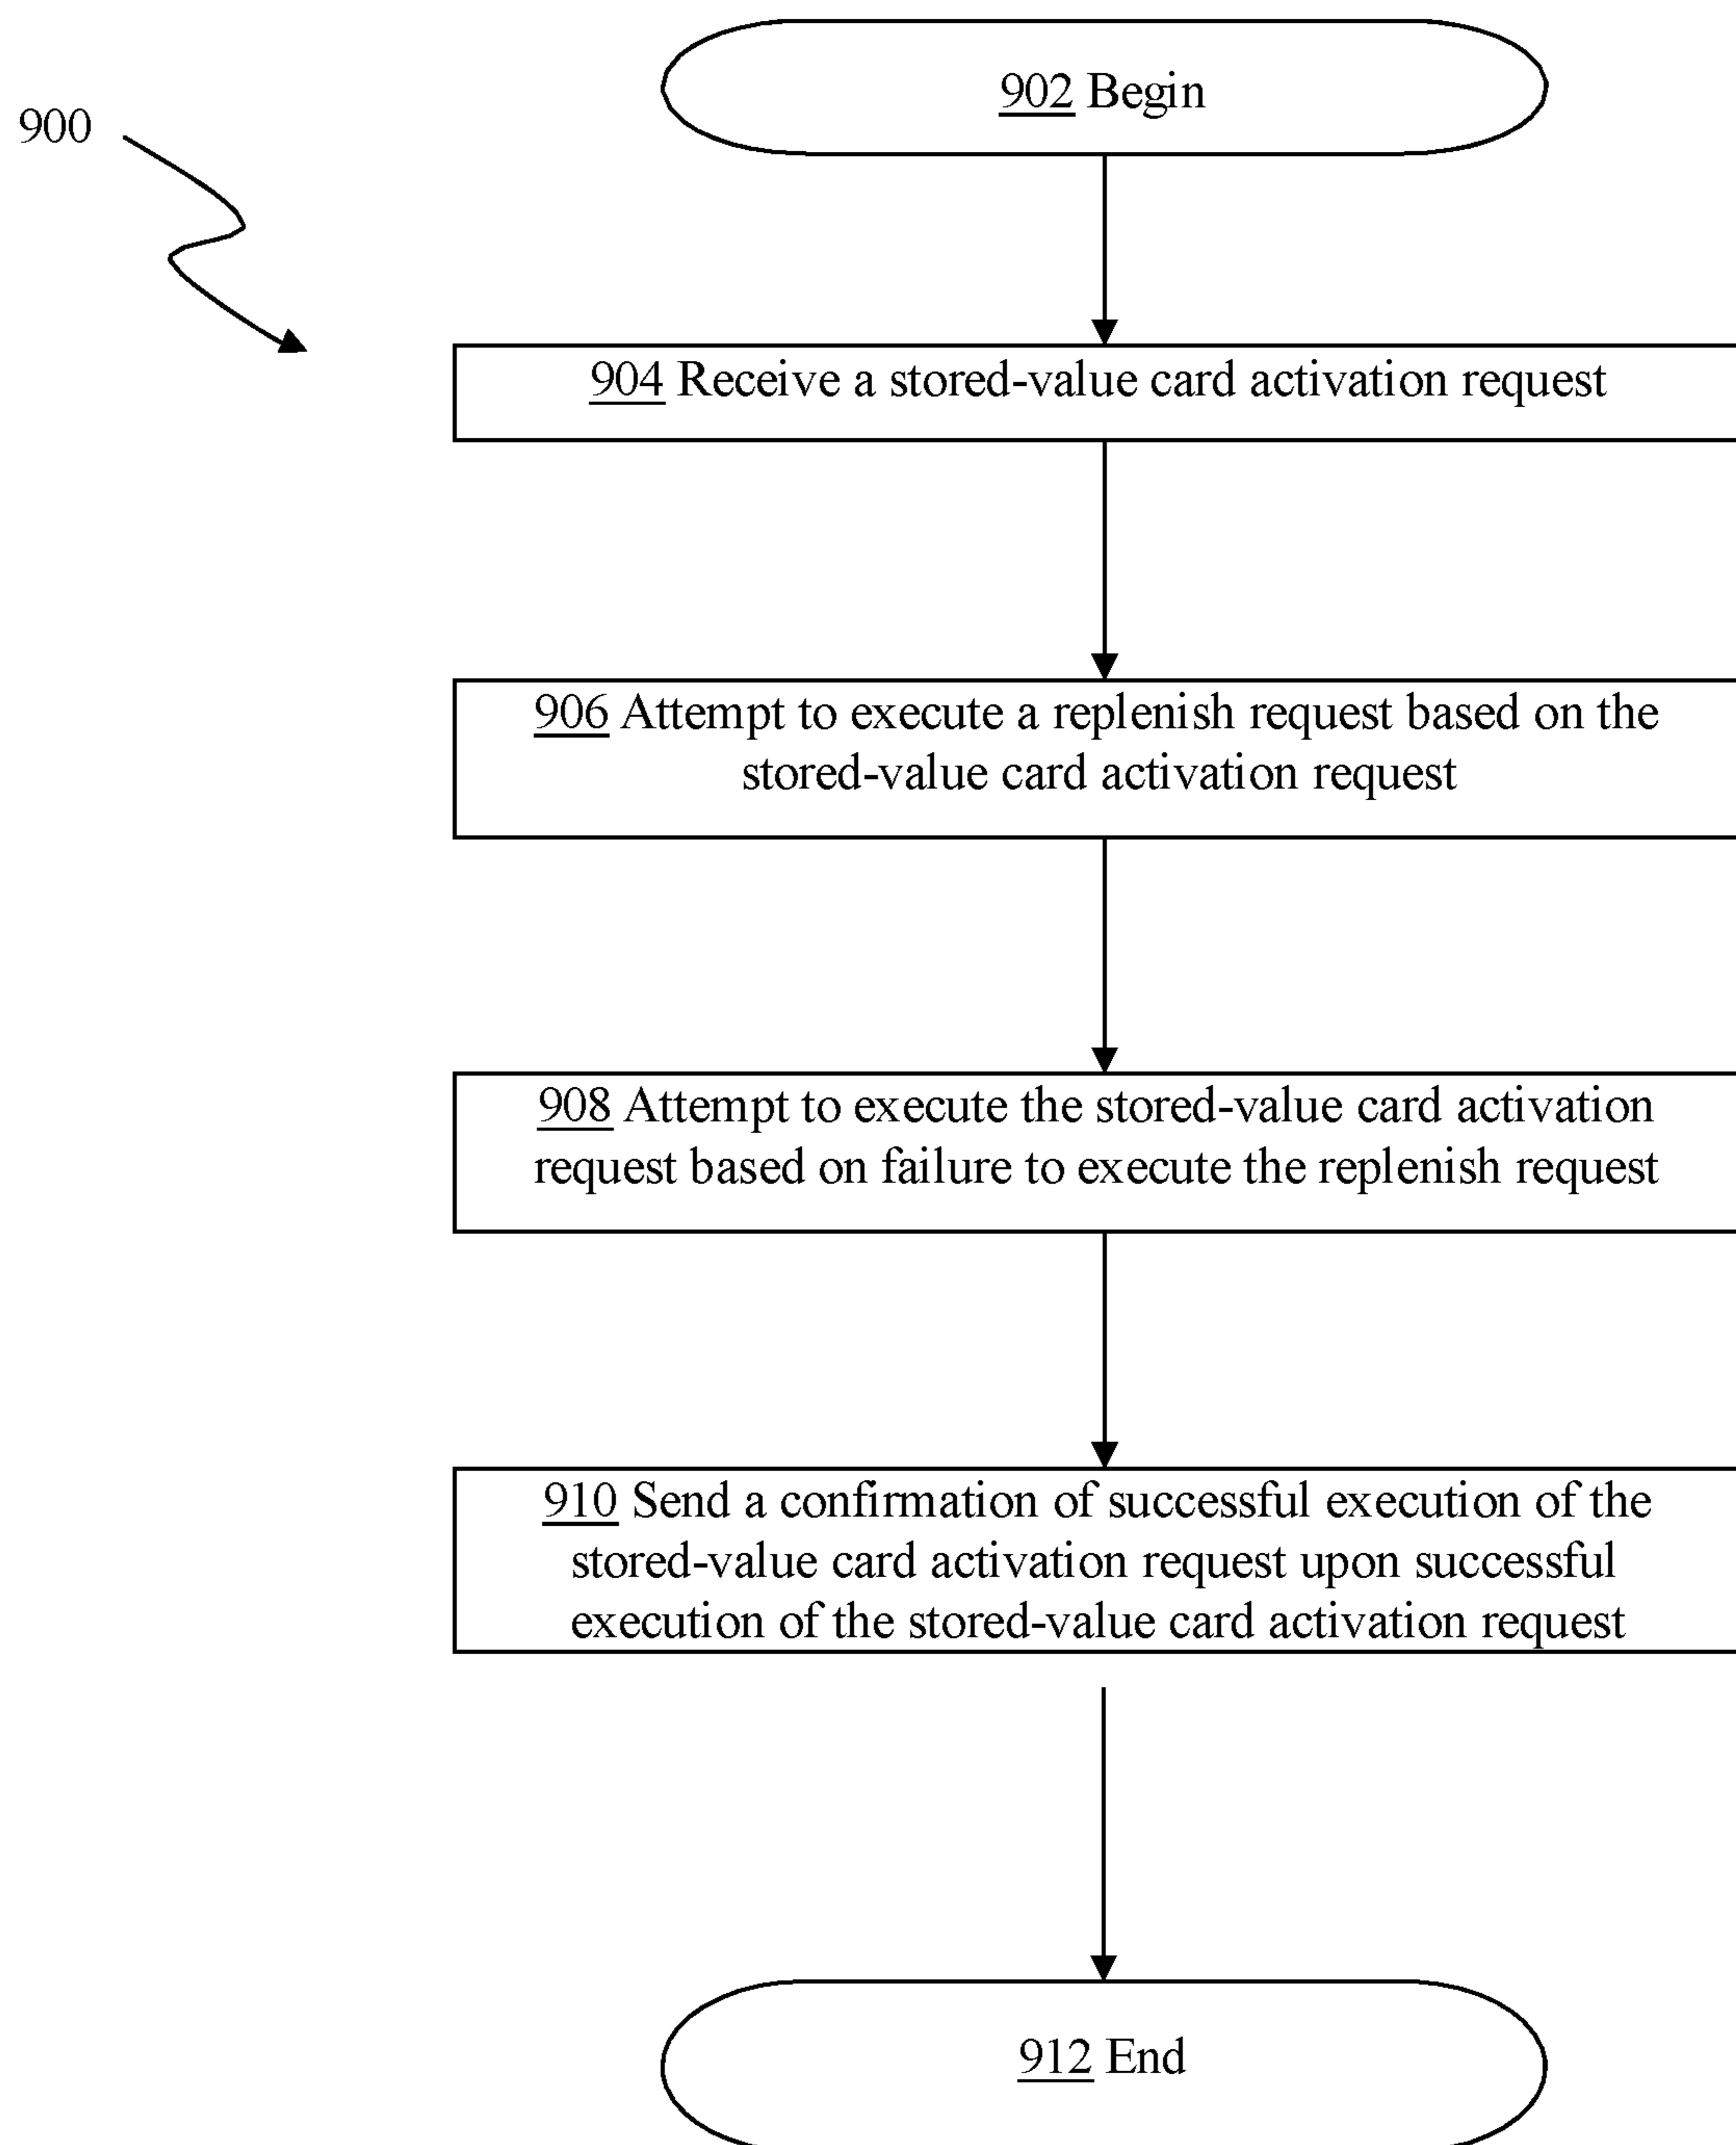 902 Begin
900
904 Receive a stored-value card activation request
906 Attempt to execute a replenish request based on the
stored-value card activation request
908 Attempt to execute the stored-value card activation
request based on failure to execute the replenish request
910 Send a confirmation of successful execution of the
stored-value card activation request upon successful
execution of the stored-value card activation request
912 End